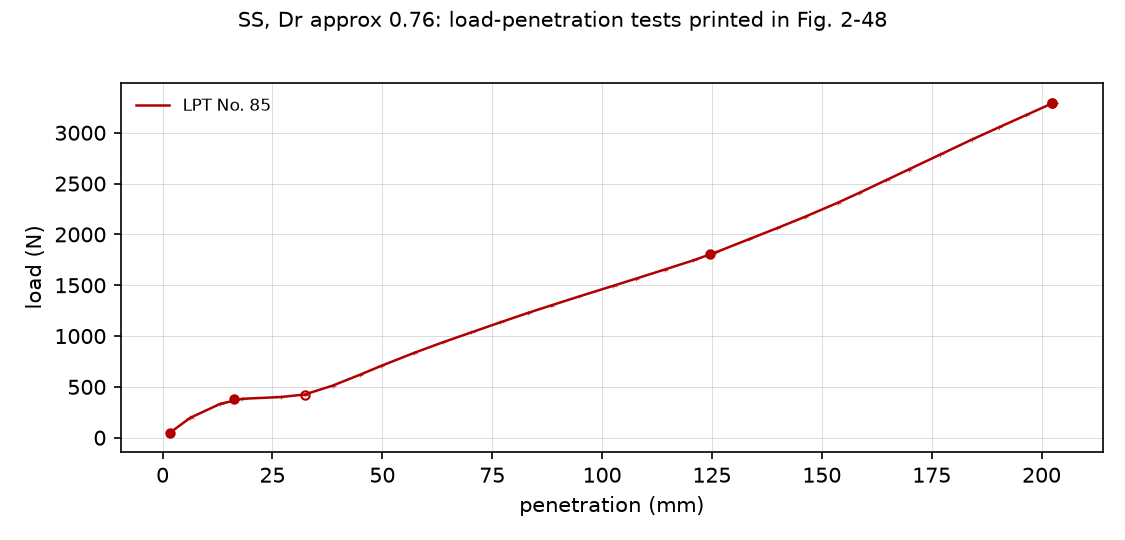 SS, Dr approx 0.76: load-penetration tests printed in Fig. 2-48
LPT No. 85
load (N)
3000
2500
2000
1500
1000
500
0
0 25 50 75 100 125 150 175 200
penetration (mm)